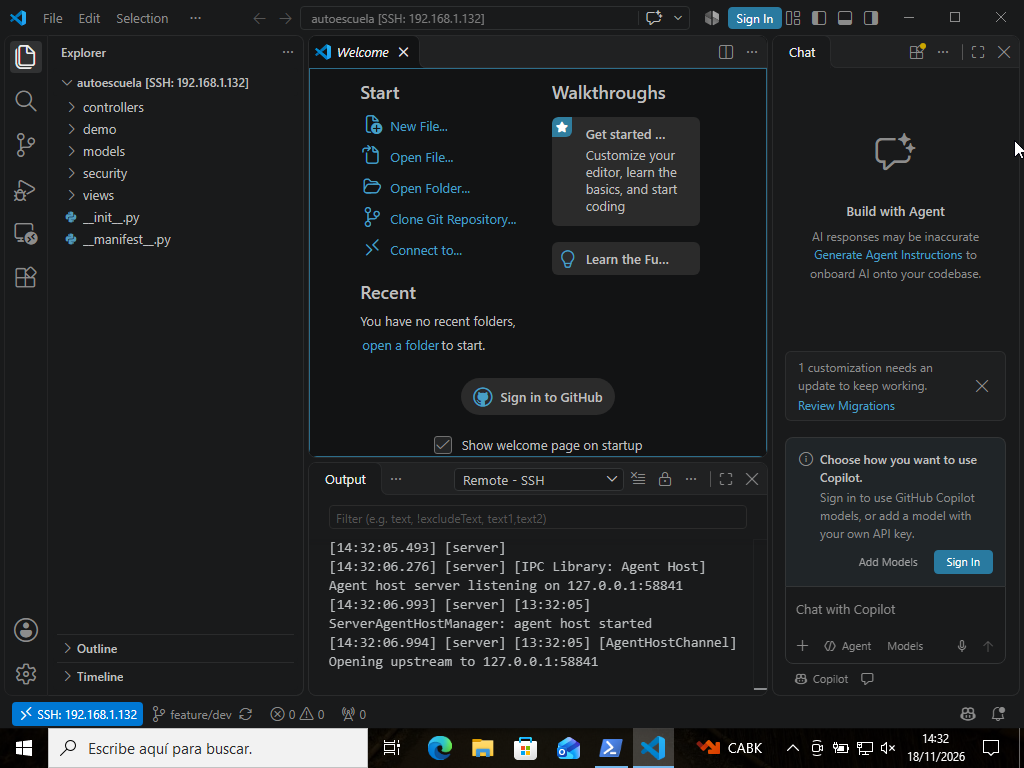 File Edit Selection ···
autoescuela [SSH: 192.168.1.132]
Sign In
Explorer
autoescuela [SSH: 192.168.1.132]
controllers
demo
models
security
views
__init__.py
__manifest__.py
Outline
Timeline
Welcome
Start
New File...
Open File...
Open Folder...
Clone Git Repository...
Connect to...
Recent
You have no recent folders,
open a folder to start.
Walkthroughs
Get started ...
Customize your
editor, learn the
basics, and start
coding
Learn the Fu...
Sign in to GitHub
Show welcome page on startup
Output
Remote - SSH
Filter (e.g. text, !excludeText, text1,text2)
[14:32:05.493] [server]
[14:32:06.276] [server] [IPC Library: Agent Host]
Agent host server listening on 127.0.0.1:58841
[14:32:06.993] [server] [13:32:05]
ServerAgentHostManager: agent host started
[14:32:06.994] [server] [13:32:05] [AgentHostChannel]
Opening upstream to 127.0.0.1:58841
Chat
Build with Agent
AI responses may be inaccurate
Generate Agent Instructions to
onboard AI onto your codebase.
1 customization needs an
update to keep working.
Review Migrations
Choose how you want to use
Copilot.
Sign in to use GitHub Copilot
models, or add a model with
your own API key.
Add Models Sign In
Chat with Copilot
Agent Models
Copilot
SSH: 192.168.1.132 feature/dev 0 0 0
Escribe aquí para buscar.
CABK
14:32
18/11/2026